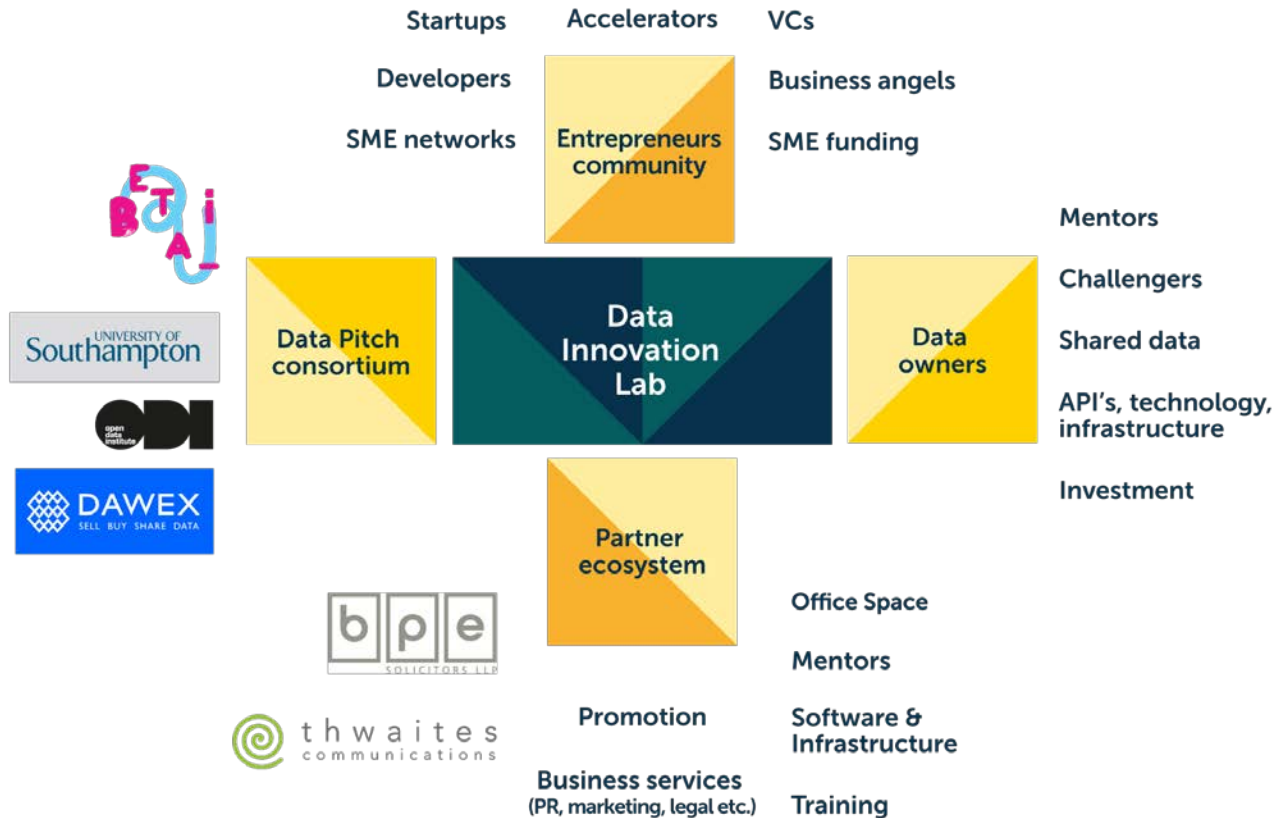 Startups
Accelerators
VCs
Developers
Business angels
SME networks
SME funding
Entrepreneurs
community
BETA-i
Mentors
Challengers
Shared data
API's, technology,
infrastructure
Investment
UNIVERSITY OF
Southampton
open
data
institute
ODI
DAWEX
SELL BUY SHARE DATA
Data Pitch
consortium
Data
Innovation
Lab
Data
owners
Partner
ecosystem
bpe
SOLICITORS LLP
thwaites
communications
Office Space
Mentors
Promotion
Software &
Infrastructure
Business services
(PR, marketing, legal etc.)
Training